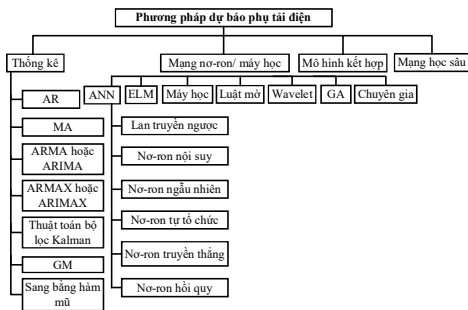 Phương pháp dự báo phụ tải điện
Thống kê
Mạng nơ-ron/ máy học
Mô hình kết hợp
Mạng học sâu
AR
MA
ARMA hoặc
ARIMA
ARMAX hoặc
ARIMAX
Thuật toán bộ
lọc Kalman
GM
Sang bằng hàm
mũ
ANN
ELM
Máy học
Luật mờ
Wavelet
GA
Chuyên gia
Lan truyền ngược
Nơ-ron nội suy
Nơ-ron ngẫu nhiên
Nơ-ron tự tổ chức
Nơ-ron truyền thẳng
Nơ-ron hồi quy